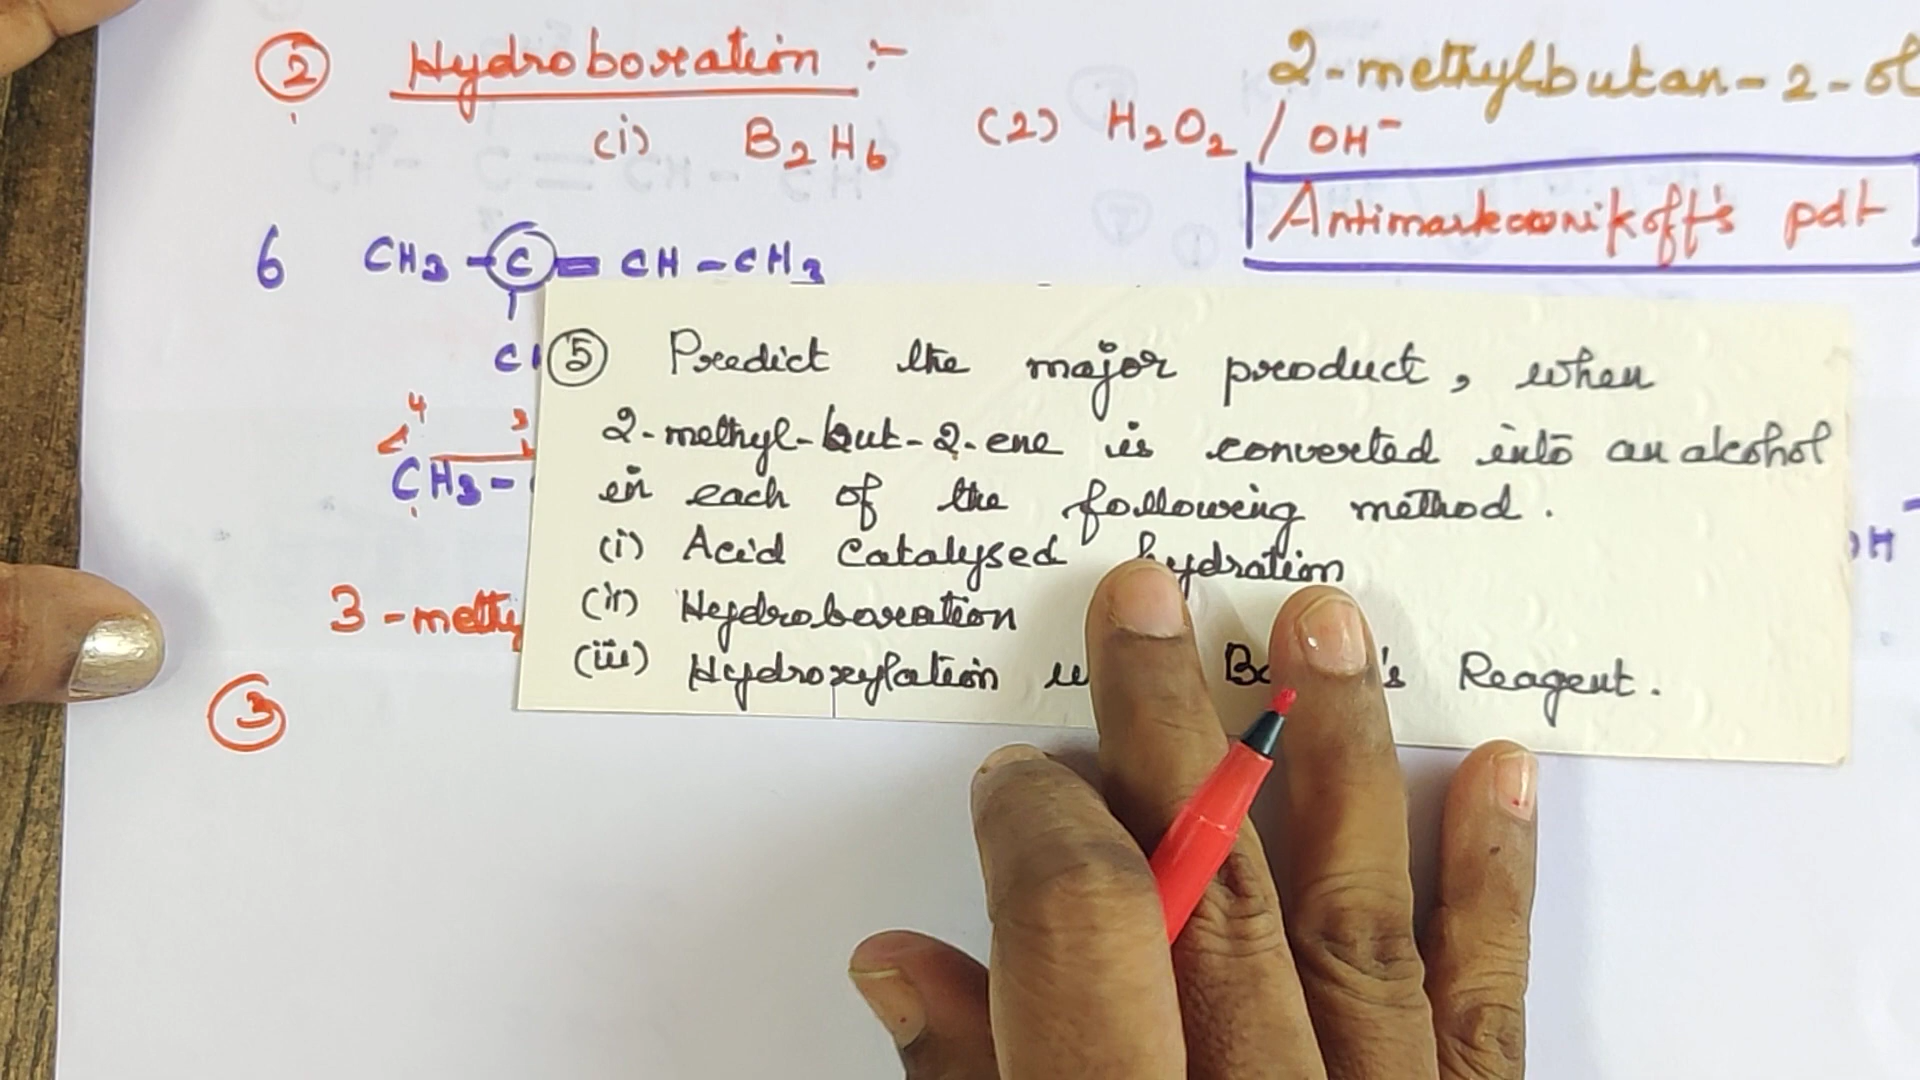 2-methylbutan-2-ol
② Hydroboration :-
(i) B₂H₆ (2) H₂O₂ / OH⁻
Antimarkownikoff's pdt
6 CH₃ - C = CH - CH₃
⑤ Predict the major product, when
2-methyl-but-2-ene is converted into an alcohol
in each of the following method.
(i) Acid Catalysed hydration
(ii) Hydroboration
(iii) Hydroxylation Reagent.
4 3
CH₃ -
3 - methy
③